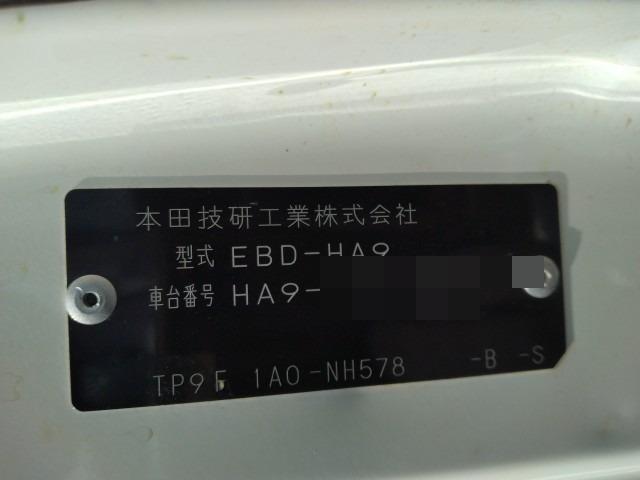 本田技研工業株式会社
型式 EBD-HA9
車台番号 HA9-
TP9F 1A0-NH578 -B -S